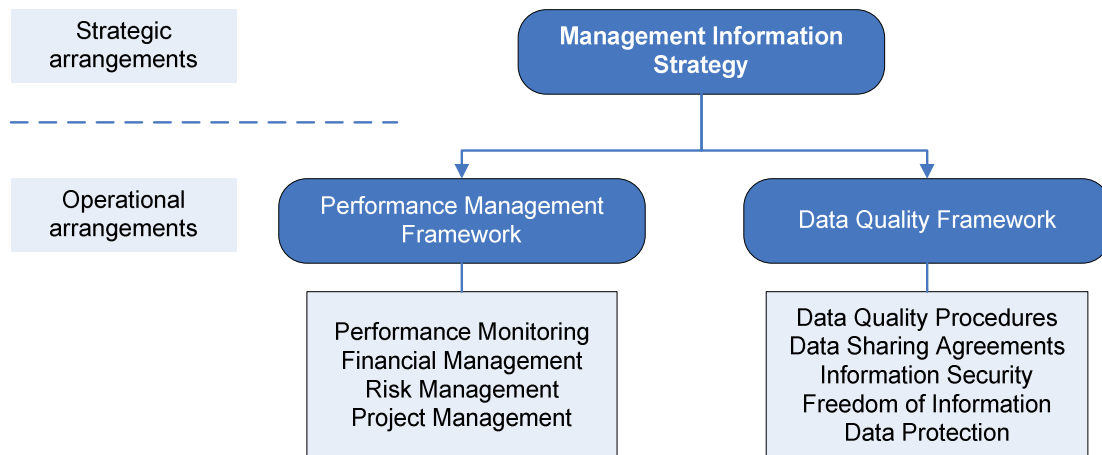 Strategic
arrangements
Management Information
Strategy
Operational
arrangements
Performance Management
Framework
Data Quality Framework
Performance Monitoring
Financial Management
Risk Management
Project Management
Data Quality Procedures
Data Sharing Agreements
Information Security
Freedom of Information
Data Protection